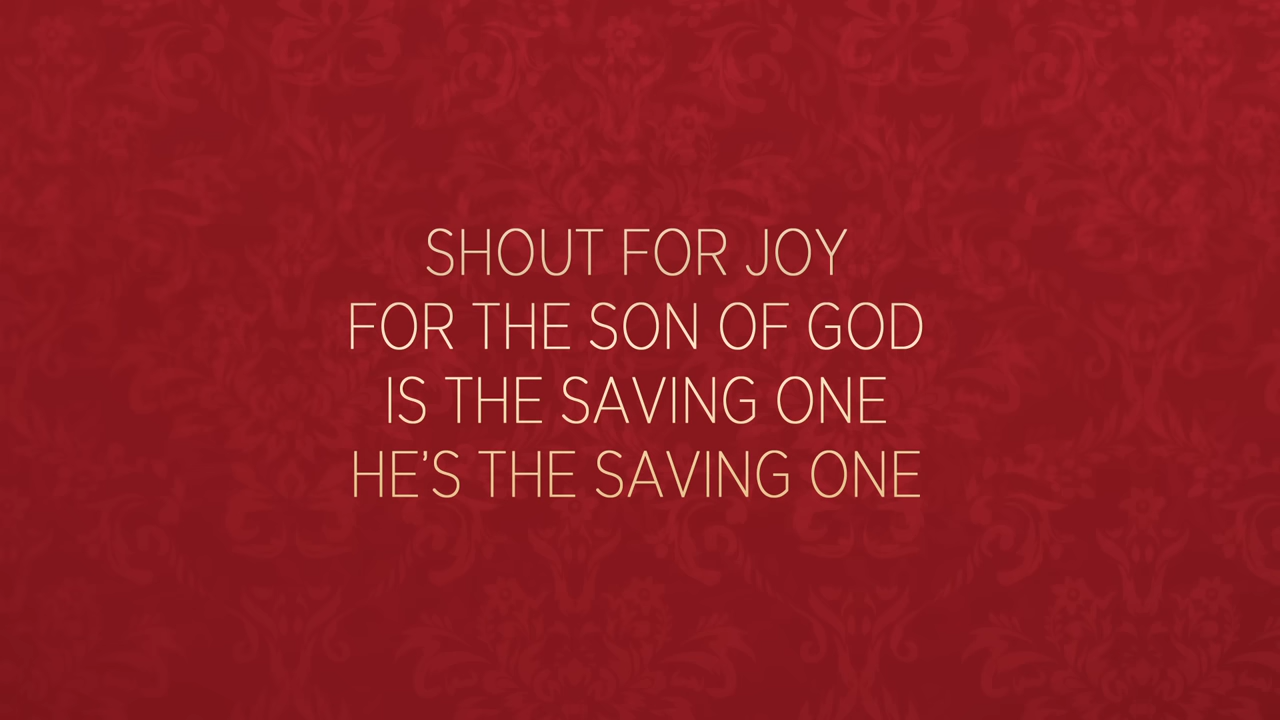 SHOUT FOR JOY
FOR THE SON OF GOD
IS THE SAVING ONE
HE’S THE SAVING ONE